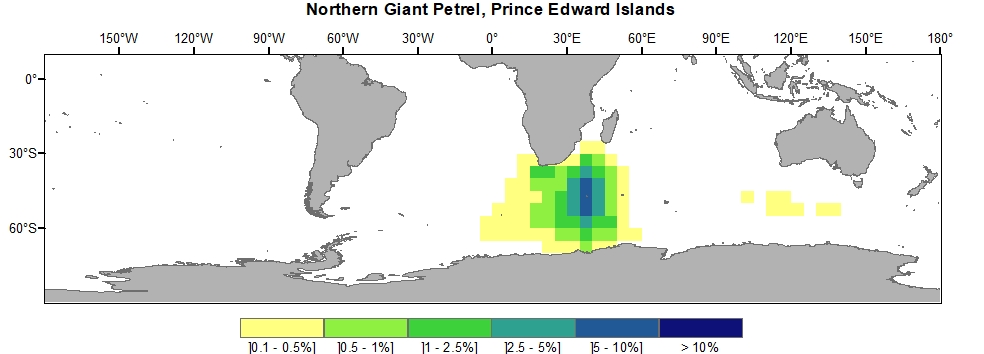 Northern Giant Petrel, Prince Edward Islands
150°W 120°W 90°W 60°W 30°W 0° 30°E 60°E 90°E 120°E 150°E 180°
0°
30°S
60°S
]0.1 - 0.5%] ]0.5 - 1%] ]1 - 2.5%] ]2.5 - 5%] ]5 - 10%] > 10%